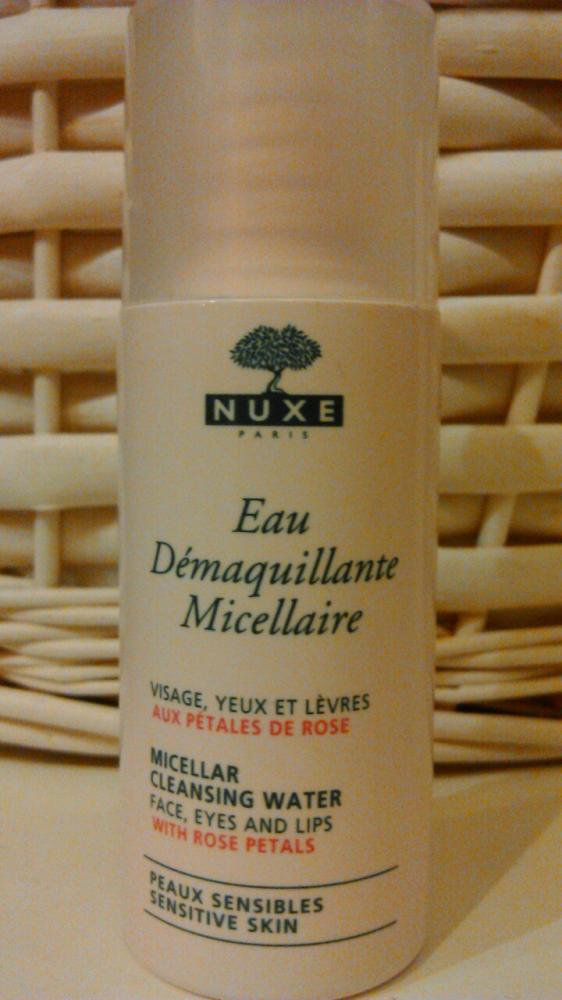 NUXE
PARIS
Eau
Démaquillante
Micellaire
VISAGE, YEUX ET LÈVRES
AUX PÉTALES DE ROSE
MICELLAR
CLEANSING WATER
FACE, EYES AND LIPS
WITH ROSE PETALS
PEAUX SENSIBLES
SENSITIVE SKIN